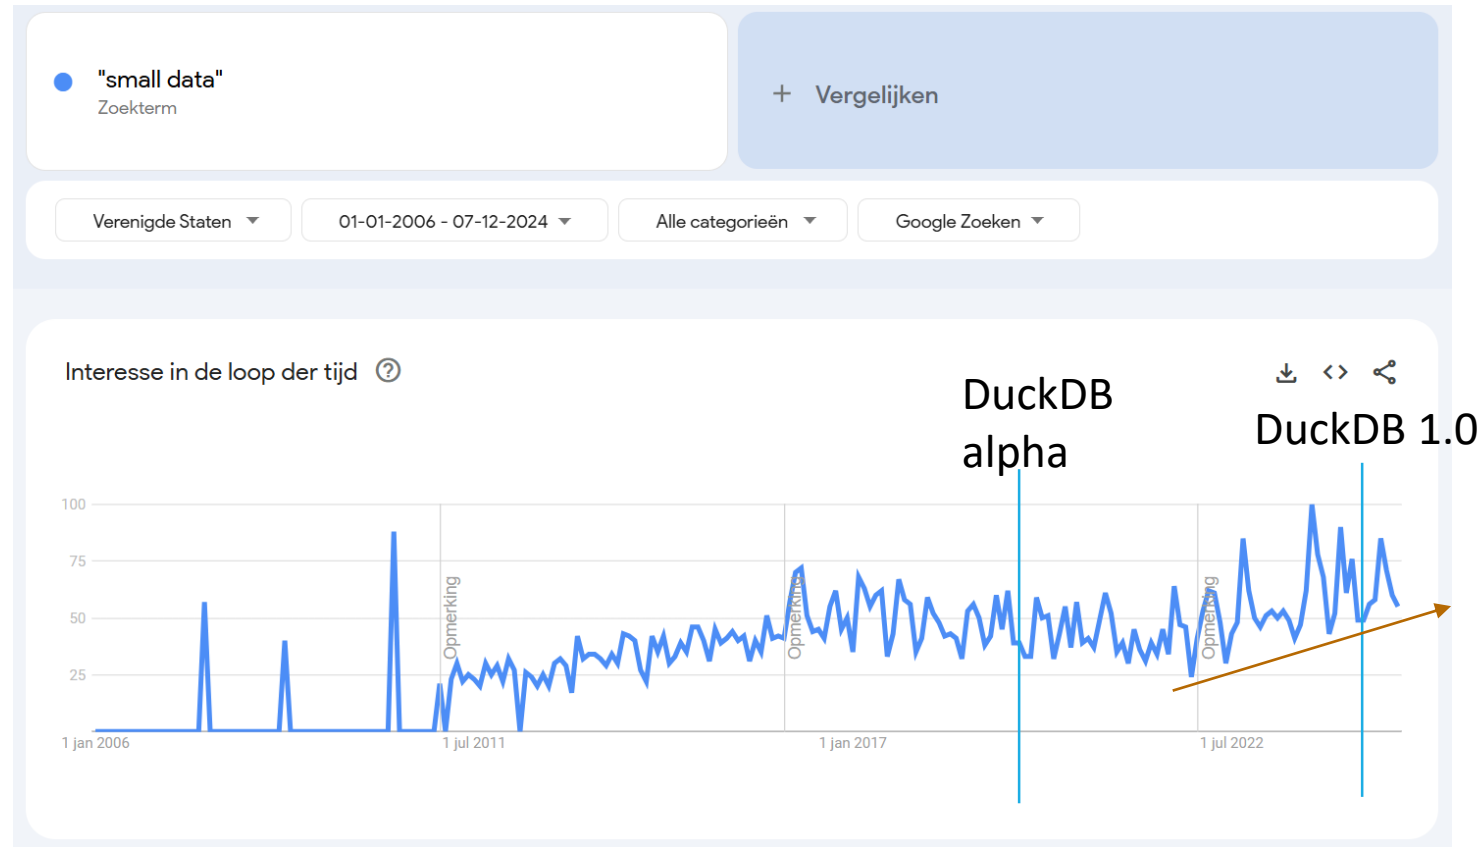 "small data"
Zoekterm
+ Vergelijken
Verenigde Staten
01-01-2006 - 07-12-2024
Alle categorieën
Google Zoeken
Interesse in de loop der tijd ?
DuckDB
alpha
DuckDB 1.0
100
75
50
25
Opmerking
Opmerking
Opmerking
1 jan 2006
1 jul 2011
1 jan 2017
1 jul 2022